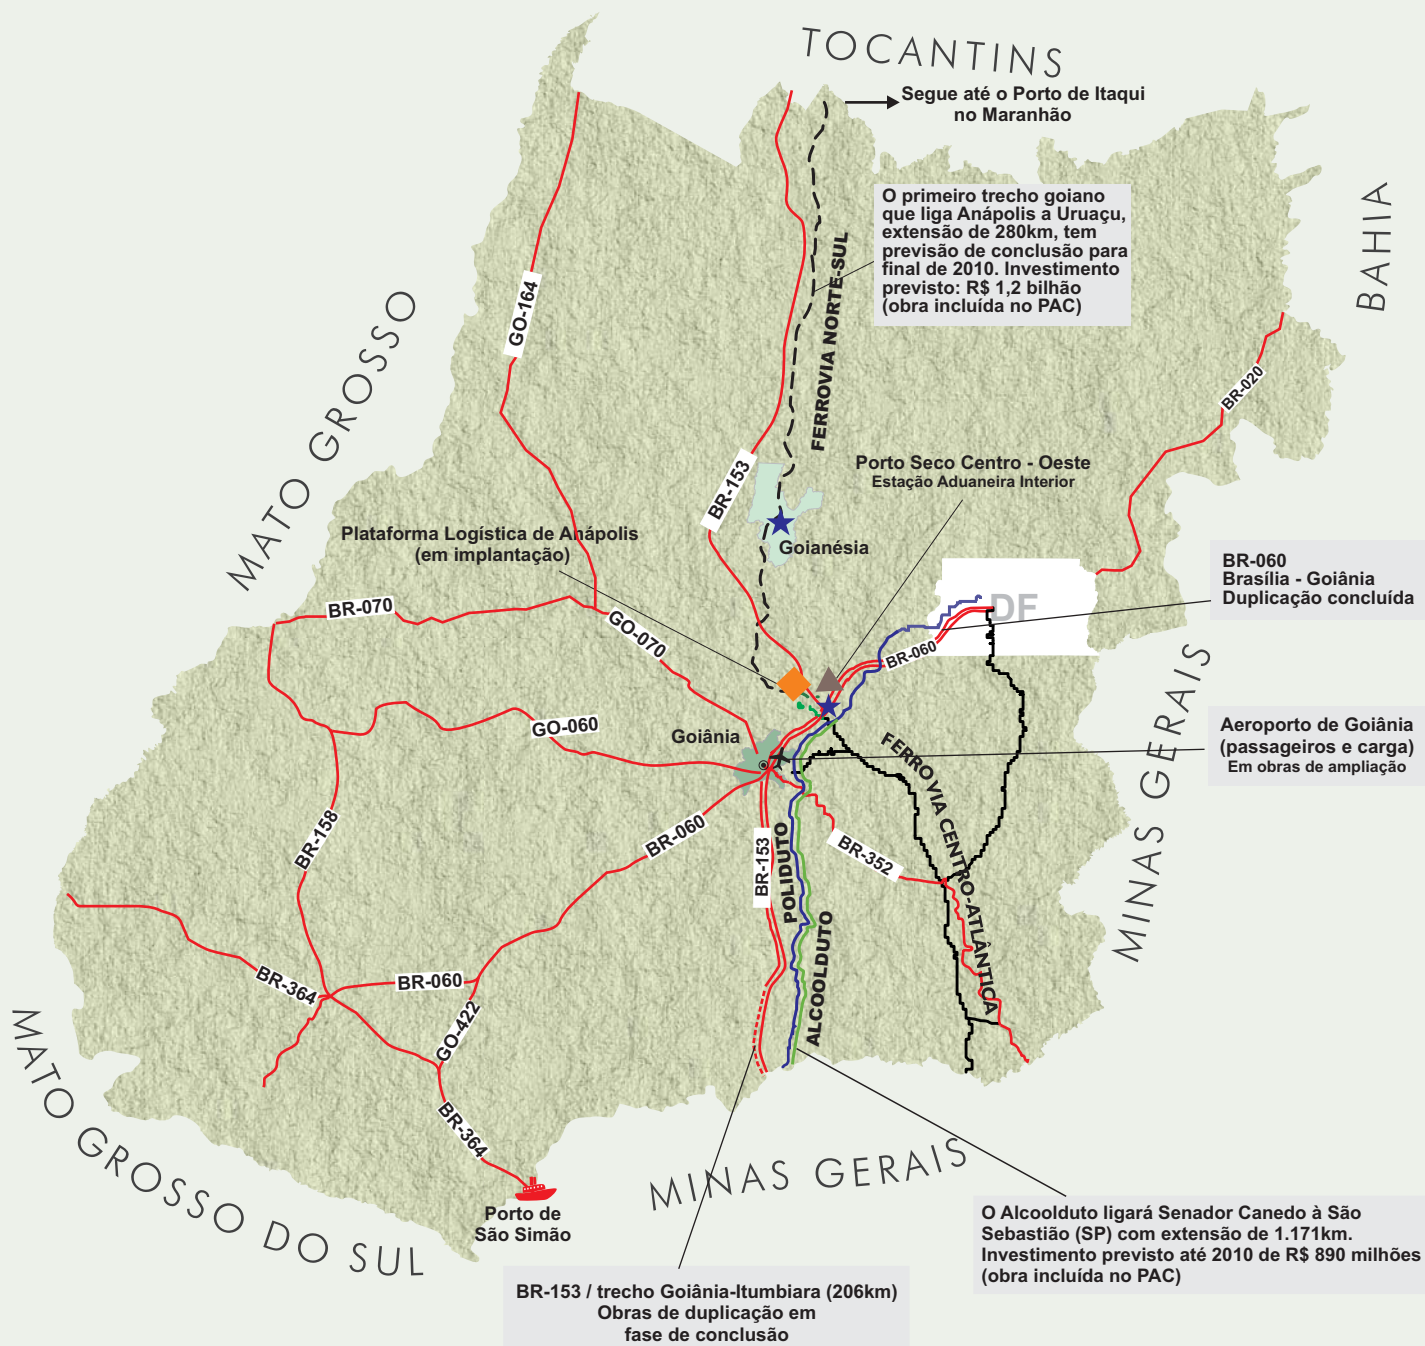 TOCANTINS
Segue até o Porto de Itaqui
no Maranhão
O primeiro trecho goiano
que liga Anápolis a Uruaçu,
extensão de 280km, tem
previsão de conclusão para
final de 2010. Investimento
previsto: R$ 1,2 bilhão
(obra incluída no PAC)
BAHIA
FERROVIA NORTE-SUL
GO-164
MATO GROSSO
BR-020
BR-153
Porto Seco Centro - Oeste
Estação Aduaneira Interior
Plataforma Logística de Anápolis
(em implantação)
Goianésia
BR-060
Brasília - Goiânia
Duplicação concluída
DF
BR-070
GO-070
BR-060
MINAS GERAIS
GO-060
Goiânia
Aeroporto de Goiânia
(passageiros e carga)
Em obras de ampliação
FERROVIA CENTRO-ATLÂNTICA
BR-158
BR-060
BR-153
POLIDUTO
BR-352
ALCOOLDUTO
BR-364
BR-060
GO-422
BR-364
MATO GROSSO DO SUL
MINAS GERAIS
Porto de
São Simão
O Alcoolduto ligará Senador Canedo à São
Sebastião (SP) com extensão de 1.171km.
Investimento previsto até 2010 de R$ 890 milhões
(obra incluída no PAC)
BR-153 / trecho Goiânia-Itumbiara (206km)
Obras de duplicação em
fase de conclusão